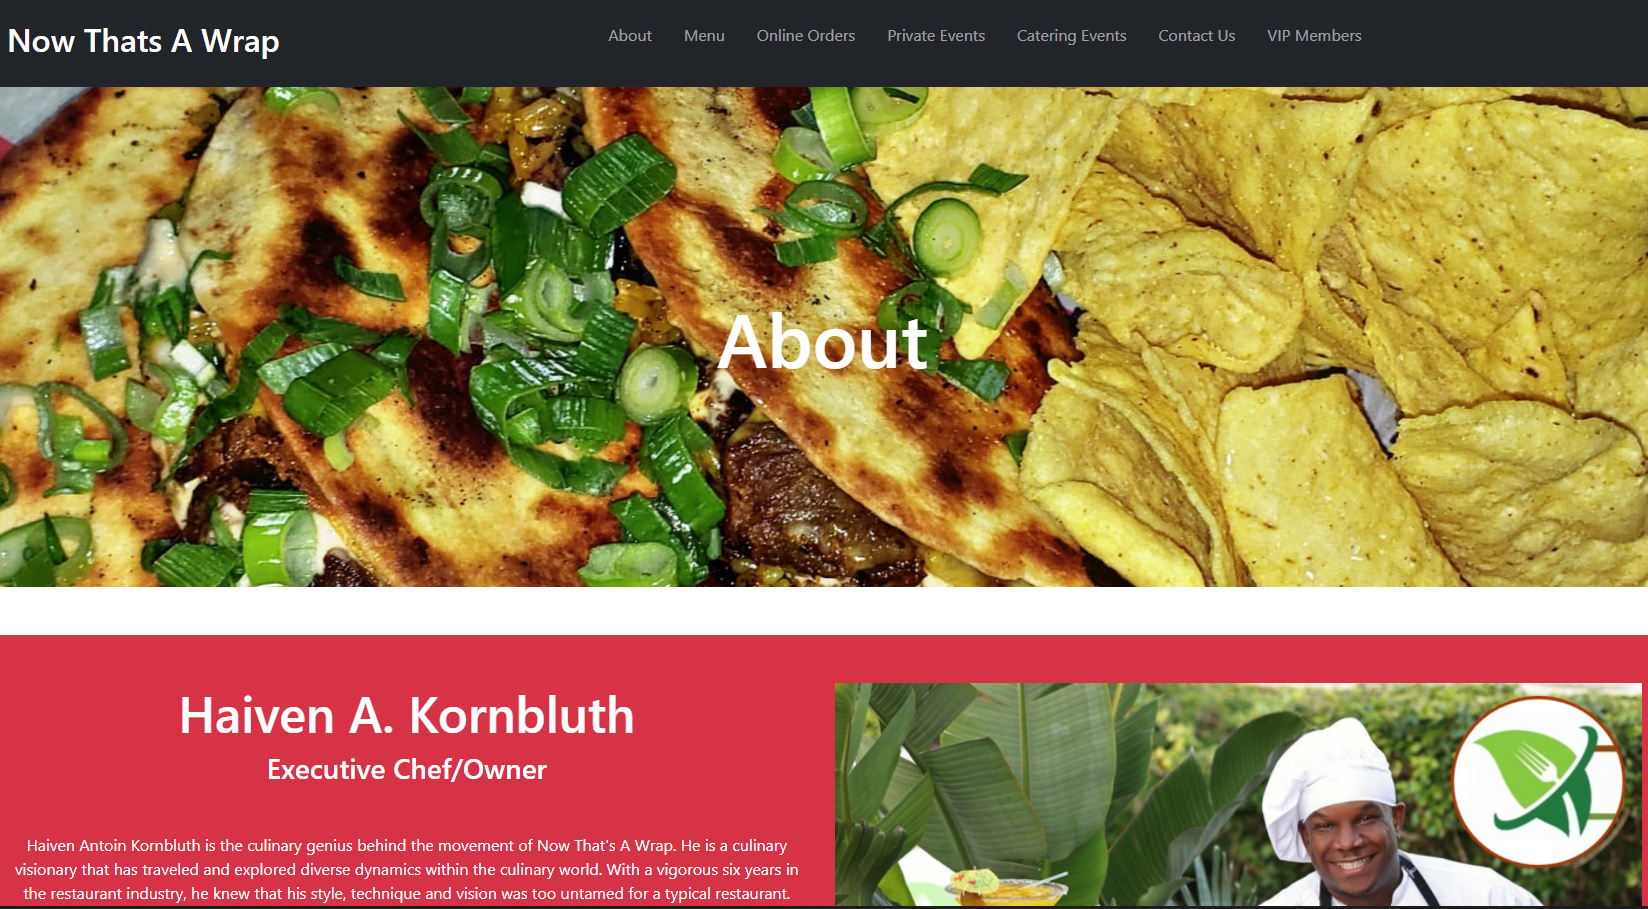 Now Thats A Wrap
About Menu Online Orders Private Events Catering Events Contact Us VIP Members
About
Haiven A. Kornbluth
Executive Chef/Owner
Haiven Antoin Kornbluth is the culinary genius behind the movement of Now That's A Wrap. He is a culinary
visionary that has traveled and explored diverse dynamics within the culinary world. With a vigorous six years in
the restaurant industry, he knew that his style, technique and vision was too untamed for a typical restaurant.